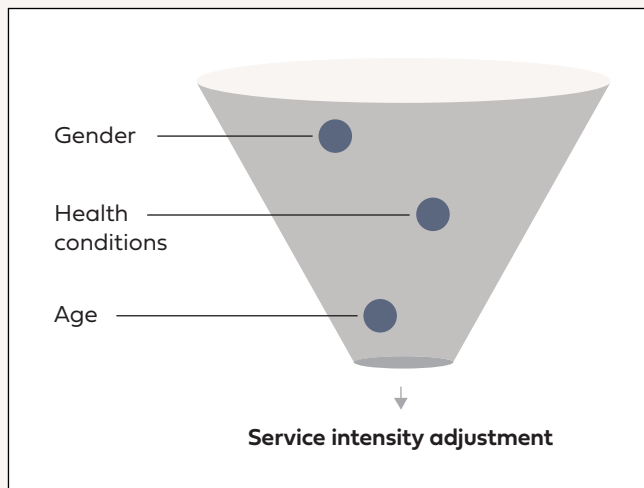 Gender
Health
conditions
Age
Service intensity adjustment